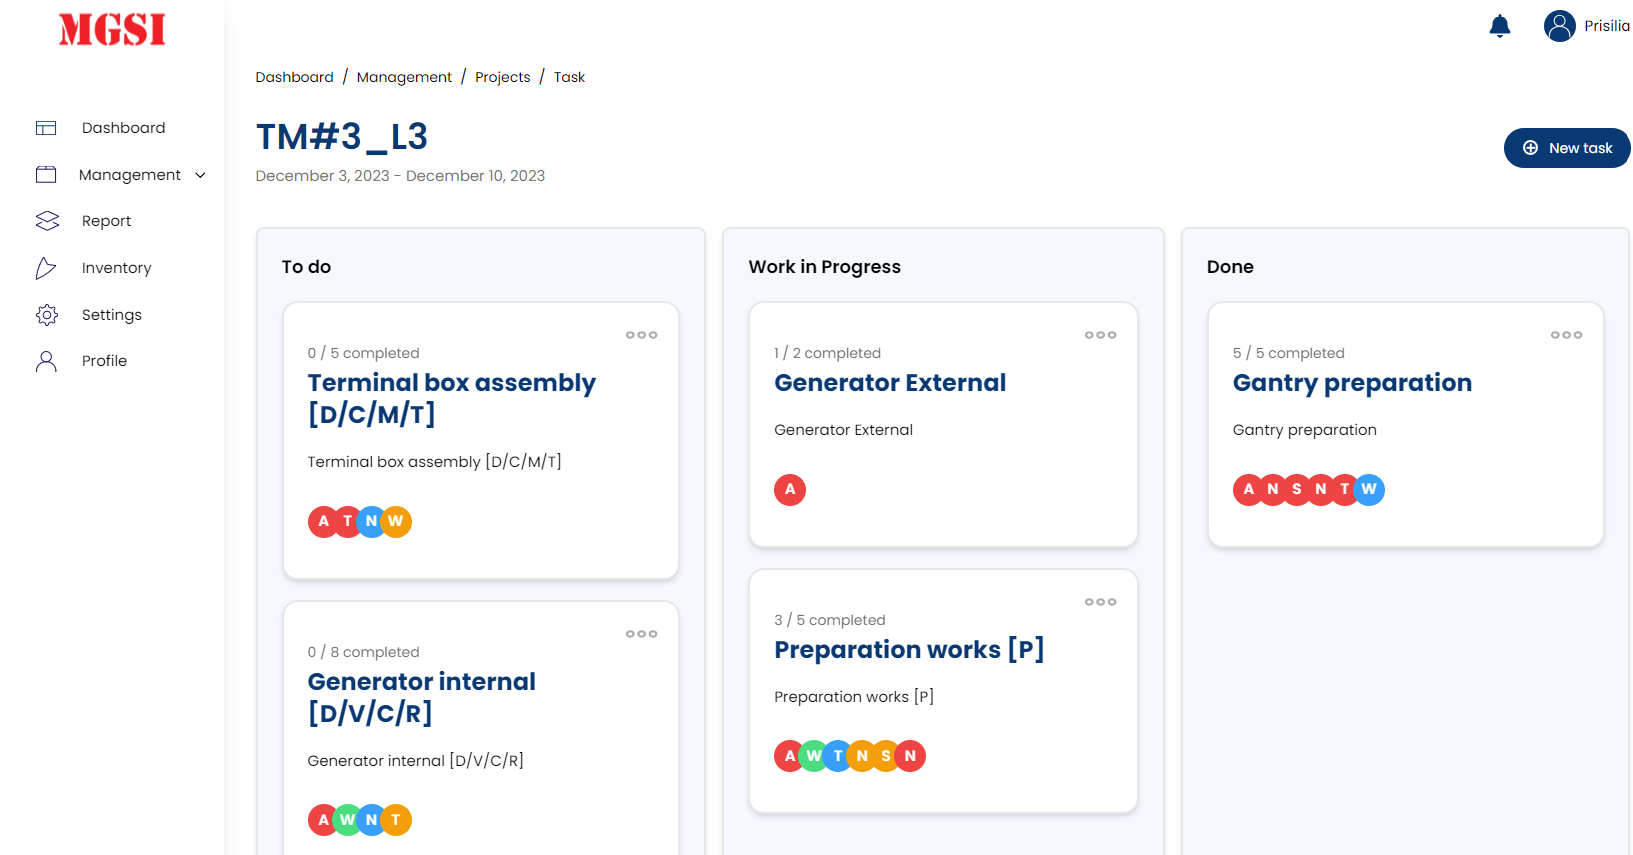 MGSI
Prisilia
Dashboard / Management / Projects / Task
Dashboard
Management
Report
Inventory
Settings
Profile
TM#3_L3
December 3, 2023 - December 10, 2023
New task
To do
0 / 5 completed
Terminal box assembly
[D/C/M/T]
Terminal box assembly [D/C/M/T]
A T N W
0 / 8 completed
Generator internal
[D/V/C/R]
Generator internal [D/V/C/R]
A W N T
Work in Progress
1 / 2 completed
Generator External
Generator External
A
3 / 5 completed
Preparation works [P]
Preparation works [P]
A W T N S N
Done
5 / 5 completed
Gantry preparation
Gantry preparation
A N S N T W